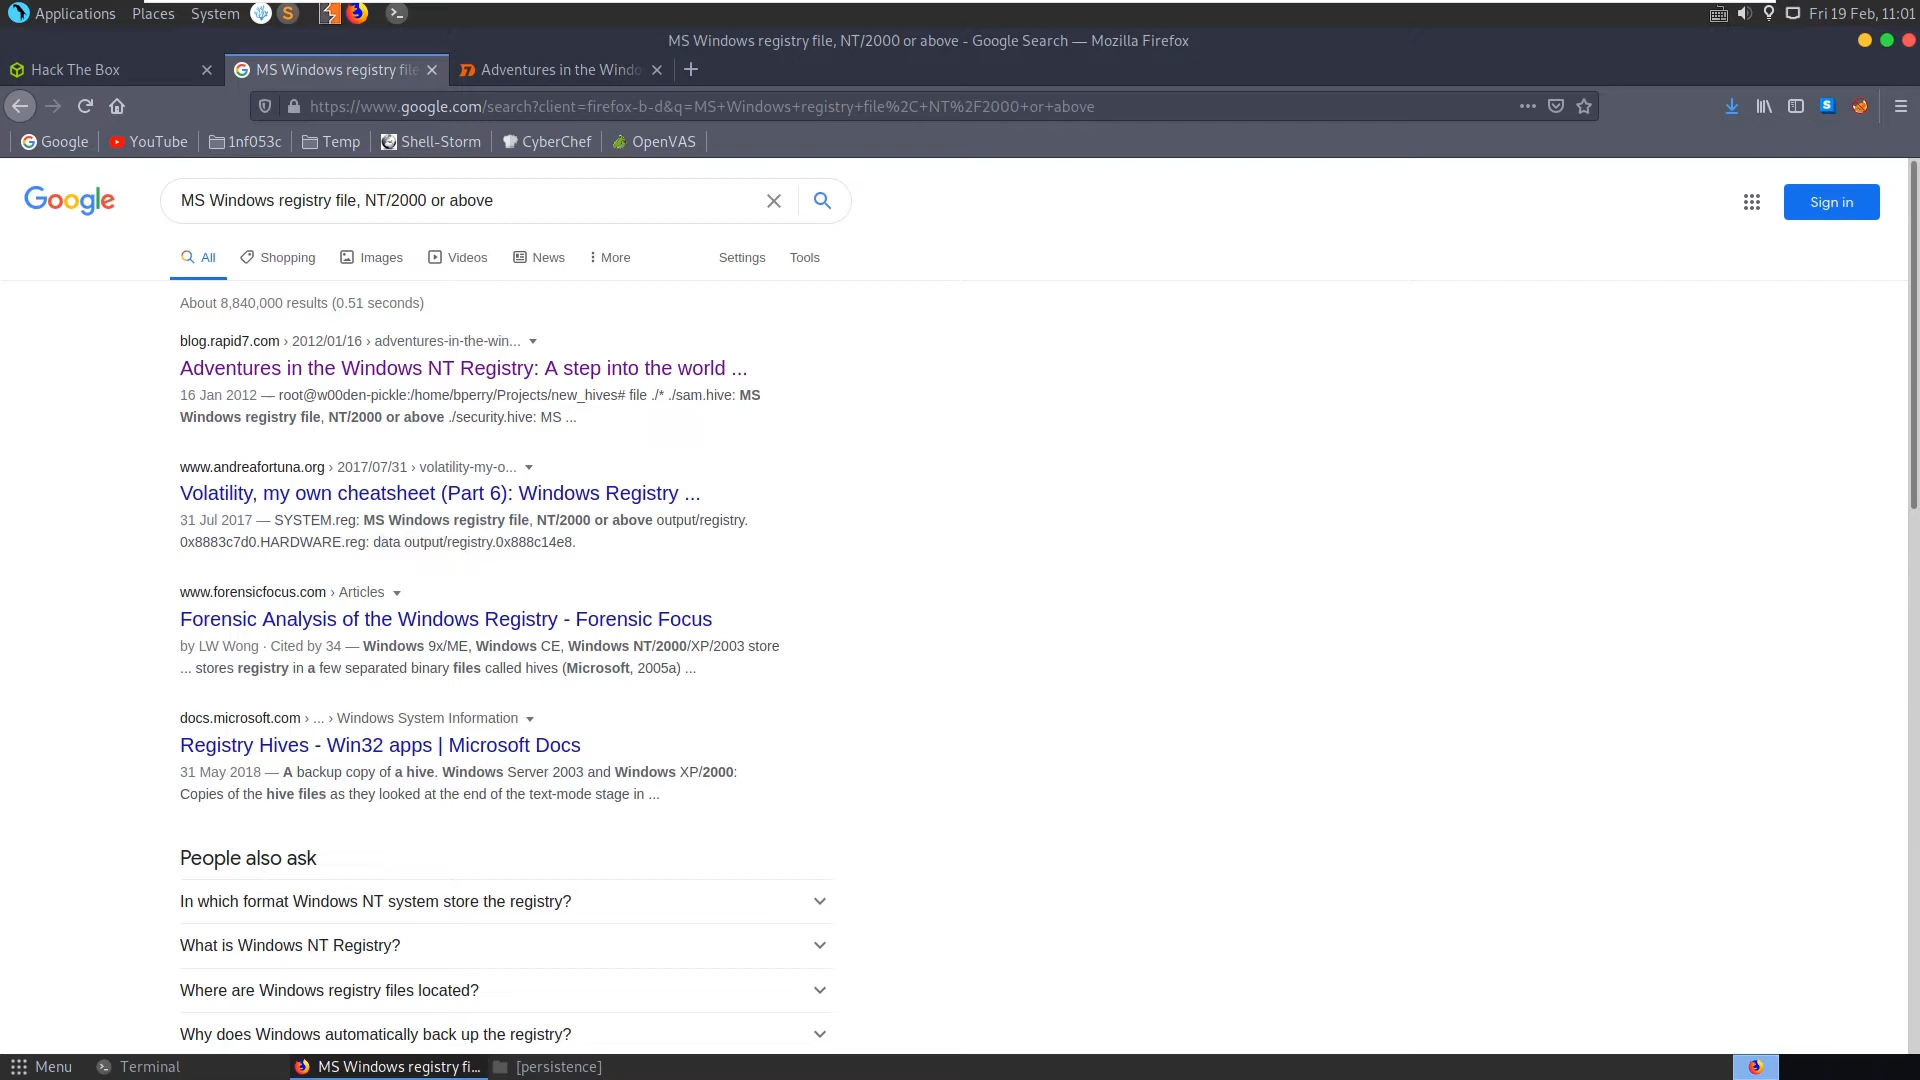 Applications Places System
Fri 19 Feb, 11:01
MS Windows registry file, NT/2000 or above - Google Search — Mozilla Firefox
Hack The Box
MS Windows registry file
Adventures in the Windo
https://www.google.com/search?client=firefox-b-d&q=MS+Windows+registry+file%2C+NT%2F2000+or+above
Google YouTube 1nf053c Temp Shell-Storm CyberChef OpenVAS
Google
MS Windows registry file, NT/2000 or above
Sign in
All Shopping Images Videos News More Settings Tools
About 8,840,000 results (0.51 seconds)
blog.rapid7.com › 2012/01/16 › adventures-in-the-win...
Adventures in the Windows NT Registry: A step into the world ...
16 Jan 2012 — root@w00den-pickle:/home/bperry/Projects/new_hives# file ./* ./sam.hive: MS
Windows registry file, NT/2000 or above ./security.hive: MS ...
www.andreafortuna.org › 2017/07/31 › volatility-my-o...
Volatility, my own cheatsheet (Part 6): Windows Registry ...
31 Jul 2017 — SYSTEM.reg: MS Windows registry file, NT/2000 or above output/registry.
0x8883c7d0.HARDWARE.reg: data output/registry.0x888c14e8.
www.forensicfocus.com › Articles
Forensic Analysis of the Windows Registry - Forensic Focus
by LW Wong · Cited by 34 — Windows 9x/ME, Windows CE, Windows NT/2000/XP/2003 store
... stores registry in a few separated binary files called hives (Microsoft, 2005a) ...
docs.microsoft.com › ... › Windows System Information
Registry Hives - Win32 apps | Microsoft Docs
31 May 2018 — A backup copy of a hive. Windows Server 2003 and Windows XP/2000:
Copies of the hive files as they looked at the end of the text-mode stage in ...
People also ask
In which format Windows NT system store the registry?
What is Windows NT Registry?
Where are Windows registry files located?
Why does Windows automatically back up the registry?
Menu Terminal MS Windows registry fi... [persistence]